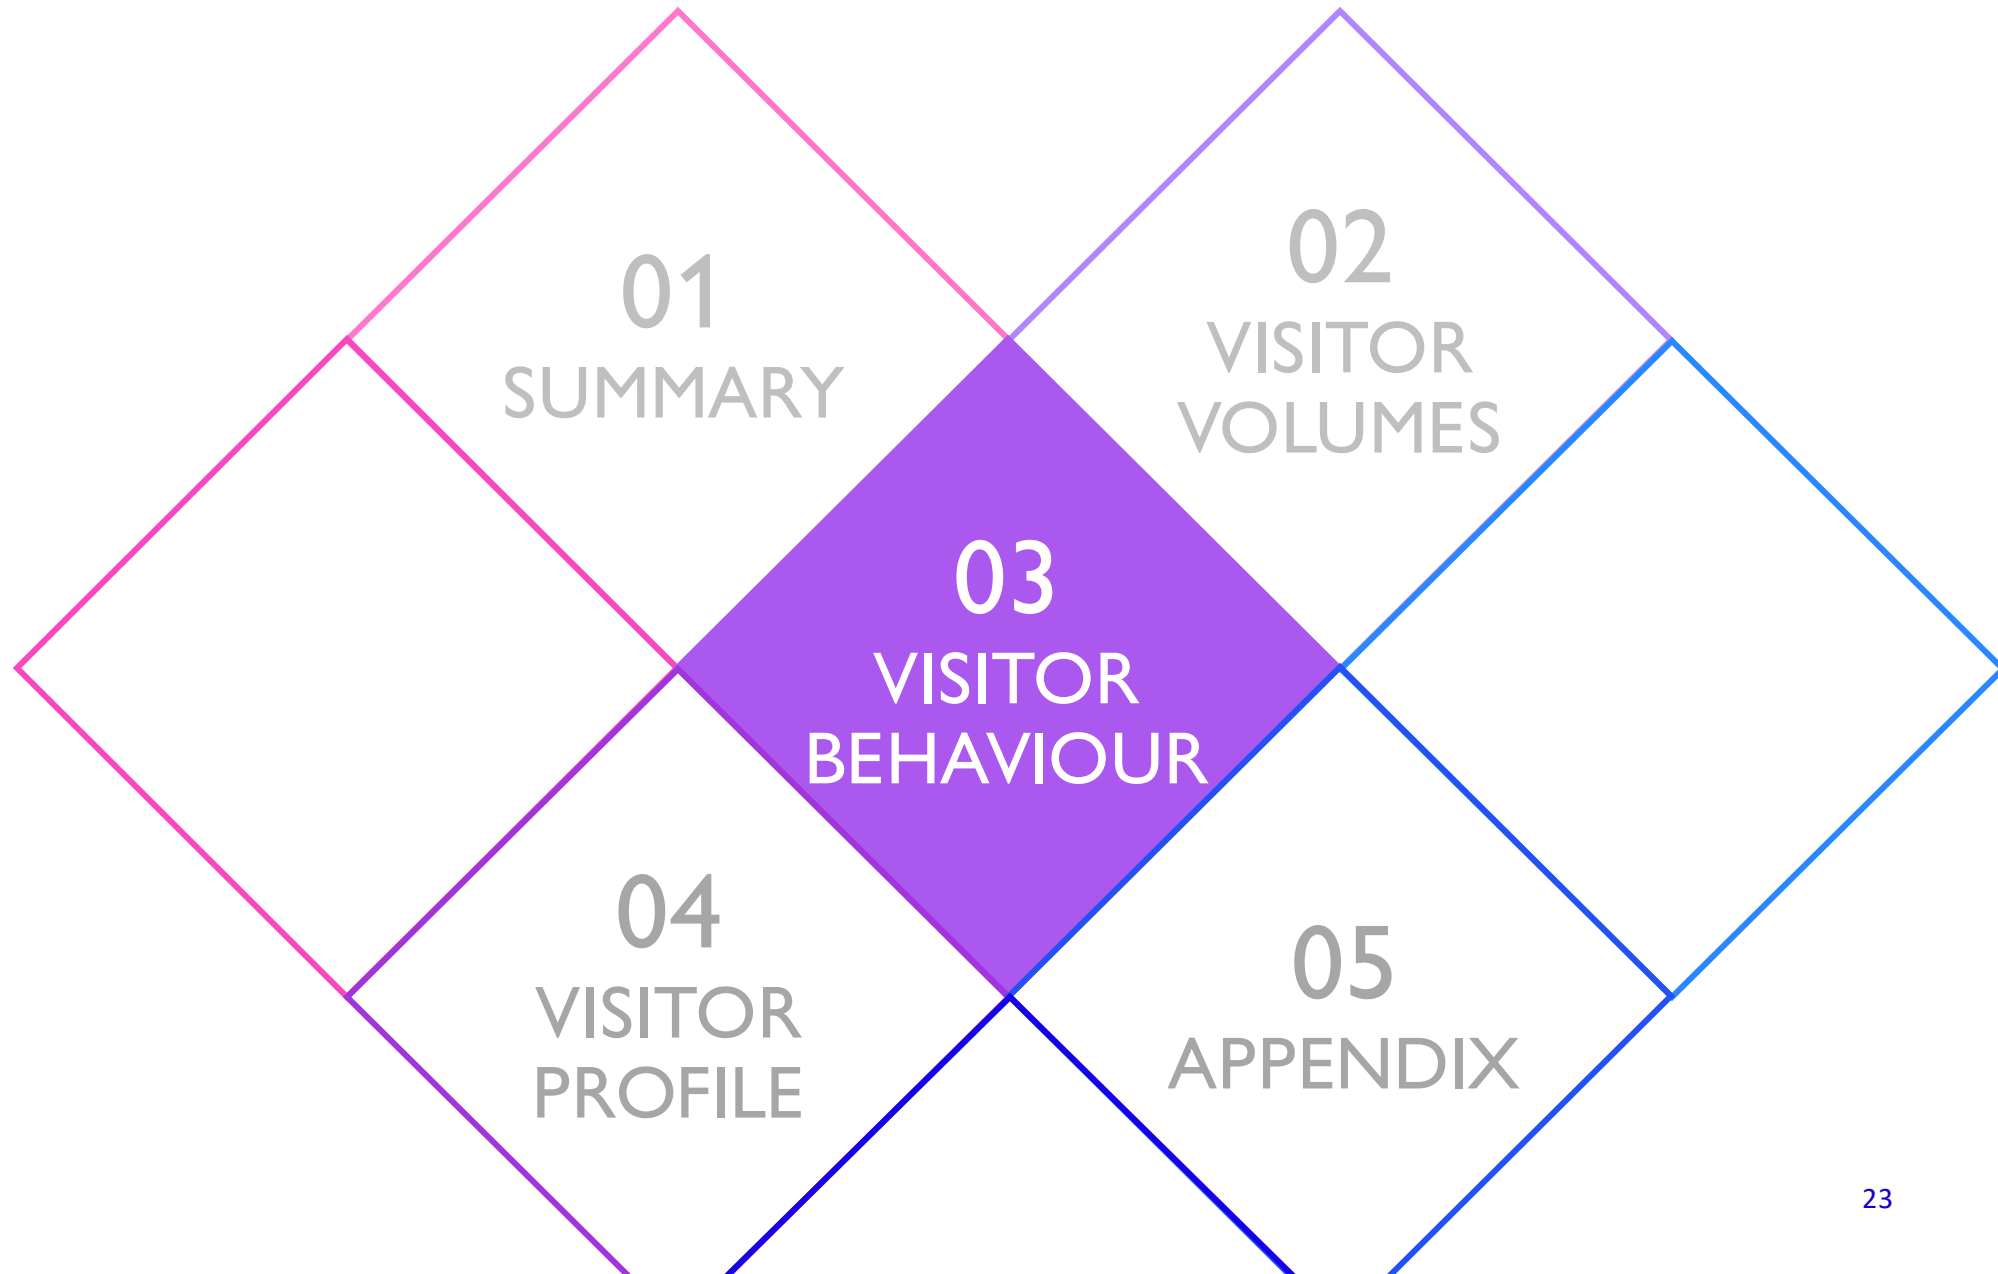 01
SUMMARY
02
VISITOR
VOLUMES
03
VISITOR
BEHAVIOUR
04
VISITOR
PROFILE
05
APPENDIX
23